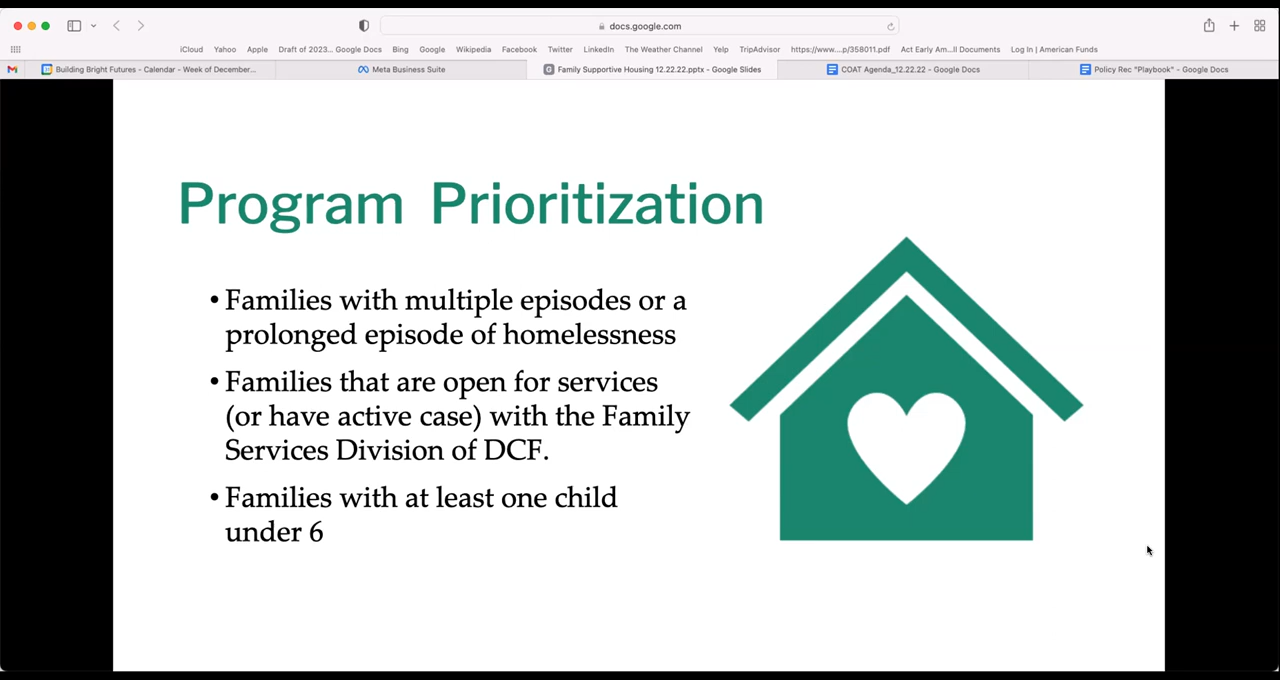 docs.google.com
iCloud Yahoo Apple Draft of 2023... Google Docs Bing Google Wikipedia Facebook Twitter LinkedIn The Weather Channel Yelp TripAdvisor https://www....p/358011.pdf Act Early Am...ll Documents Log In | American Funds
Building Bright Futures - Calendar - Week of December... Meta Business Suite Family Supportive Housing 12.22.22.pptx - Google Slides COAT Agenda_12.22.22 - Google Docs Policy Rec "Playbook" - Google Docs
Program Prioritization
• Families with multiple episodes or a
prolonged episode of homelessness
• Families that are open for services
(or have active case) with the Family
Services Division of DCF.
• Families with at least one child
under 6